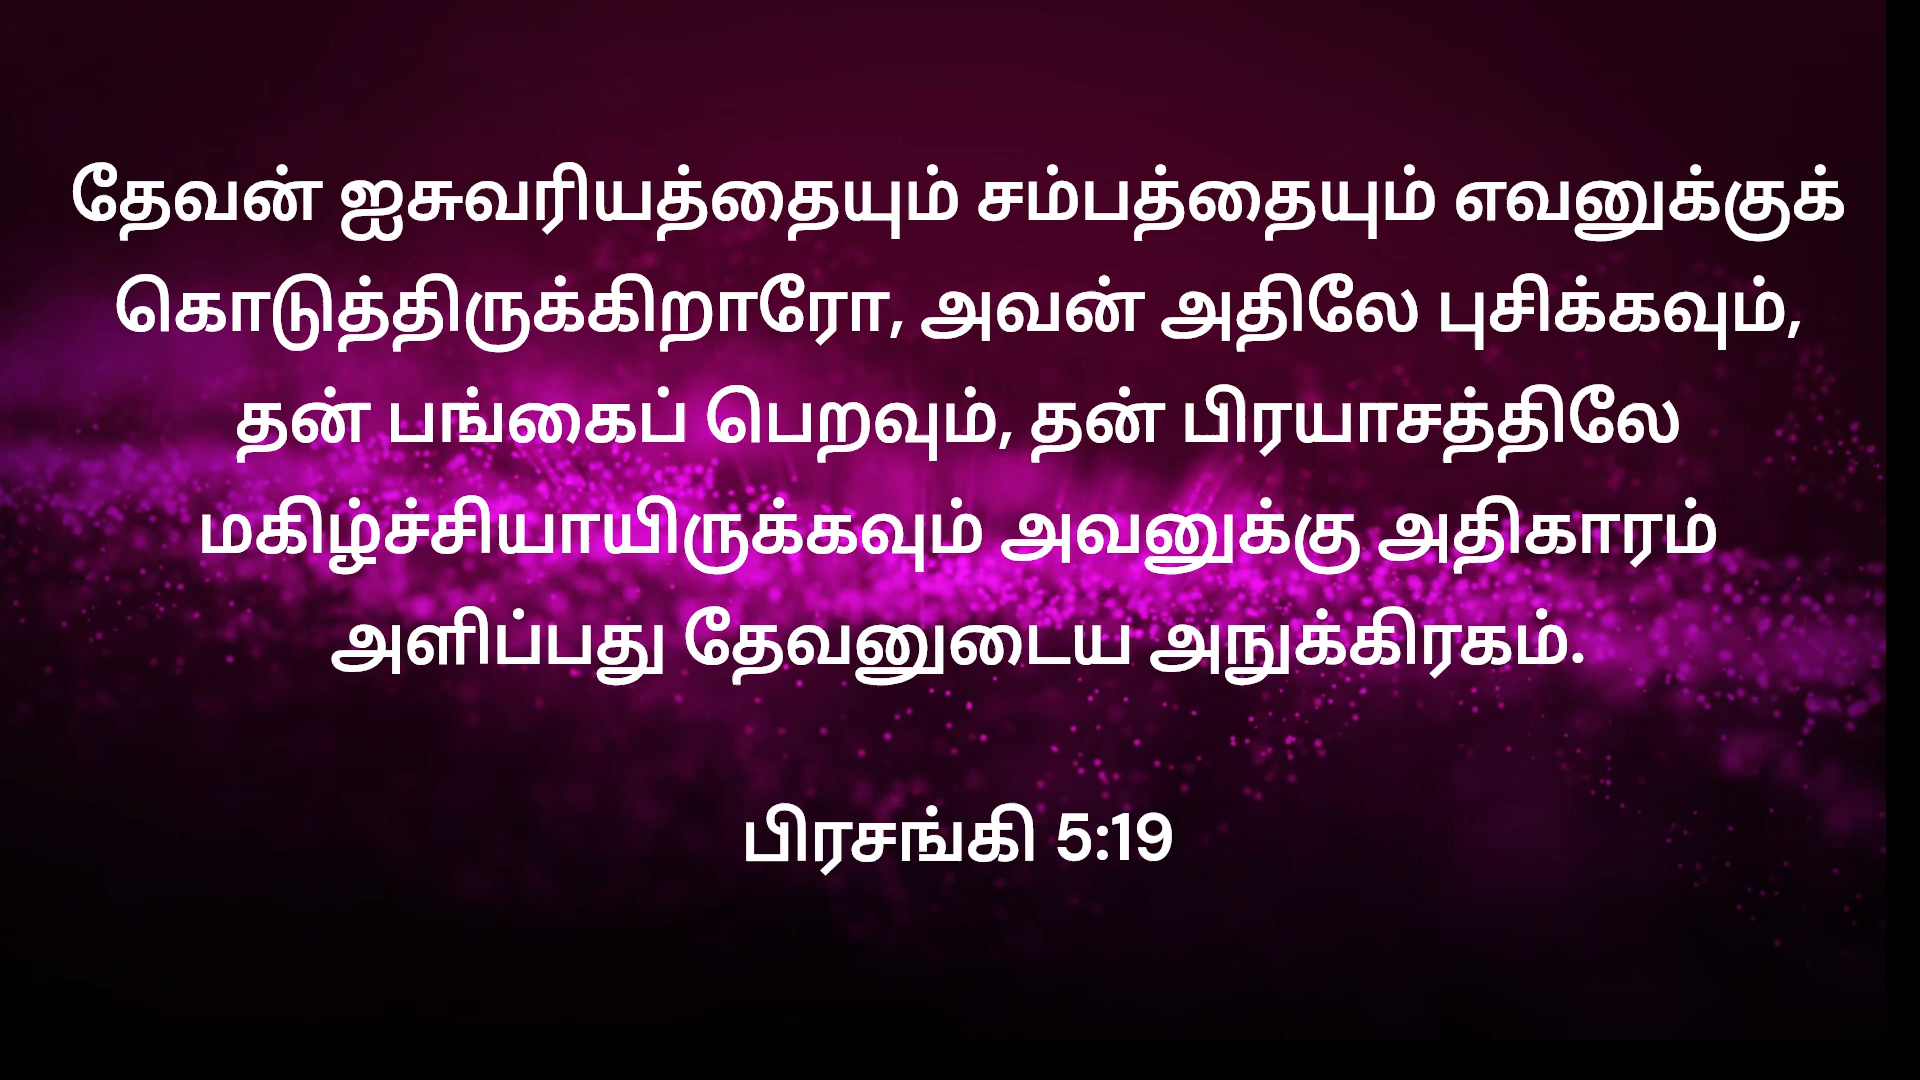 தேவன் ஐசுவரியத்தையும் சம்பத்தையும் எவனுக்குக்
கொடுத்திருக்கிறாரோ, அவன் அதிலே புசிக்கவும்,
தன் பங்கைப் பெறவும், தன் பிரயாசத்திலே
மகிழ்ச்சியாயிருக்கவும் அவனுக்கு அதிகாரம்
அளிப்பது தேவனுடைய அநுக்கிரகம்.
பிரசங்கி 5:19